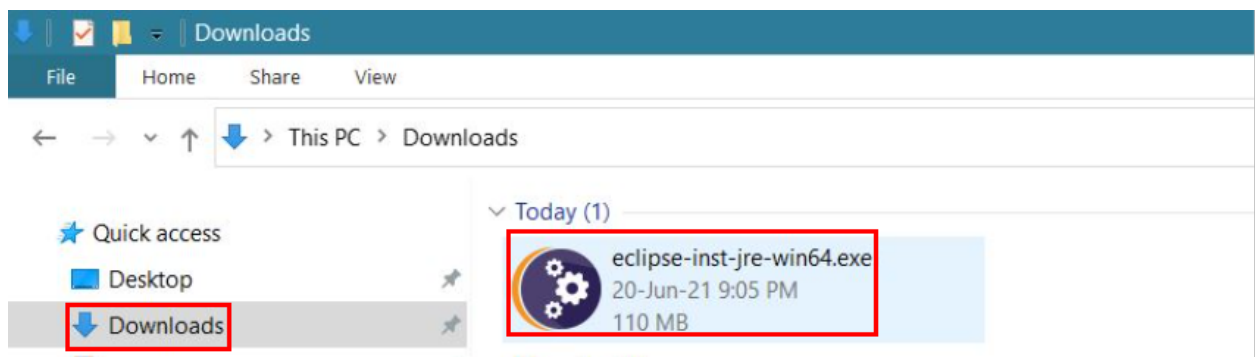 Downloads
File Home Share View
This PC > Downloads
Today (1)
Quick access
eclipse-inst-jre-win64.exe
Desktop
20-Jun-21 9:05 PM
Downloads
110 MB